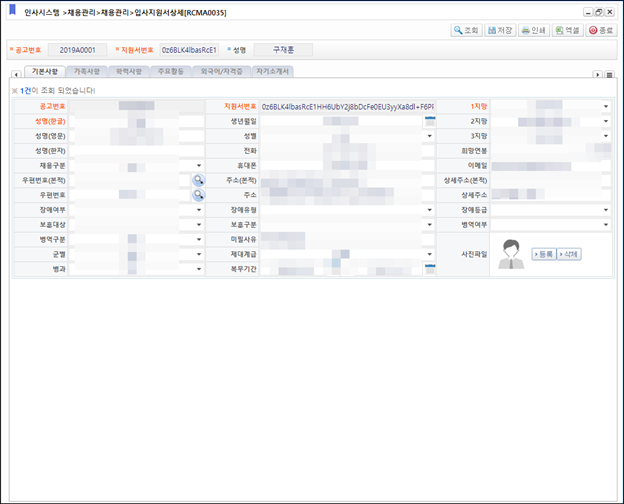 인사시스템 >채용관리>채용관리>입사지원서상세[RCMA0035]
조회 저장 인쇄 엑셀 종료
* 공고번호 2019A0001 * 지원서번호 0z6BLK4lbasRcE1 * 성명 구재훈
기본사항 가족사항 학력사항 주요활동 외국어/자격증 자기소개서
1건이 조회 되었습니다!
공고번호 지원서번호 0z6BLK4lbasRcE1HH6UbY2j8bDcFe0EU3yyXa8dl+F6PI 1지망
성명(한글) 생년월일 2지망
성명(영문) 성별 3지망
성명(한자) 전화 희망연봉
채용구분 휴대폰 이메일
우편번호(본적) 주소(본적) 상세주소(본적)
우편번호 주소 상세주소
장애여부 장애유형 장애등급
보훈대상 보훈구분 병역여부
병역구분 미필사유
군별 제대계급 사진파일 등록 삭제
병과 복무기간